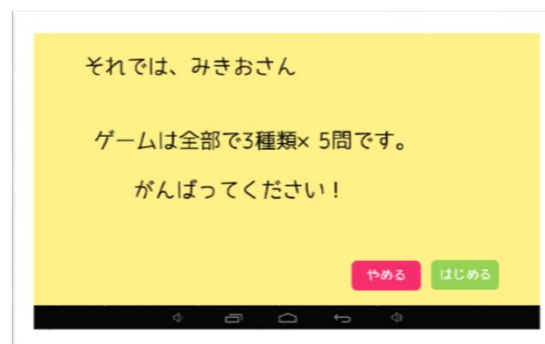 それでは、みきおさん
ゲームは全部で3種類× 5問です。
がんばってください！
やめる はじめる